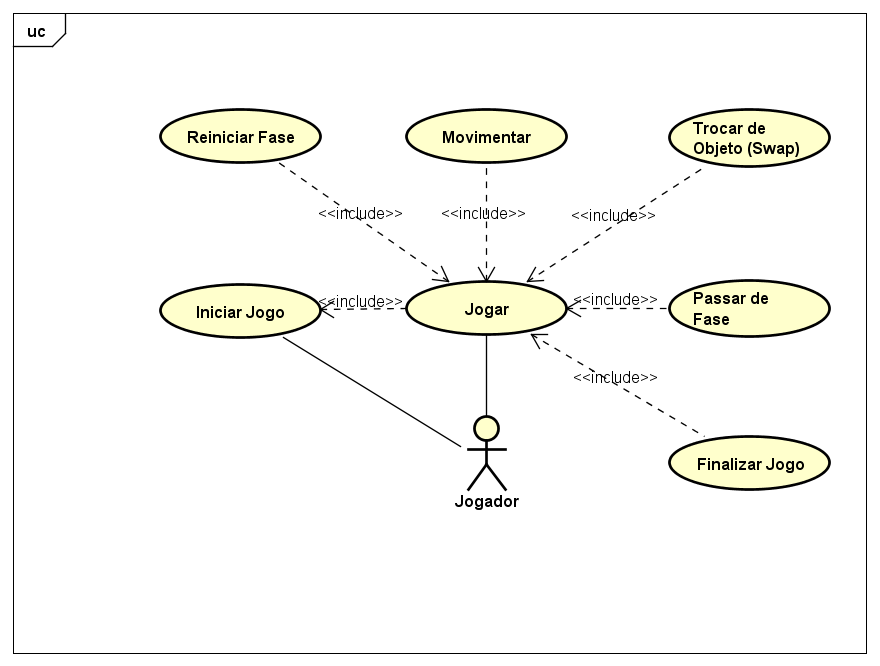 uc
Reiniciar Fase
Movimentar
Trocar de
Objeto (Swap)
<<include>>
<<include>>
<<include>>
Iniciar Jogo
<<include>>
Jogar
<<include>>
Passar de
Fase
<<include>>
Finalizar Jogo
Jogador